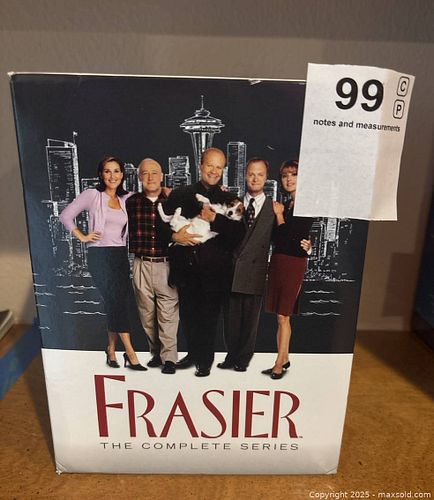 99
C
P
notes and measurements
FRASIER
THE COMPLETE SERIES
Copyright 2025 - maxsold.com